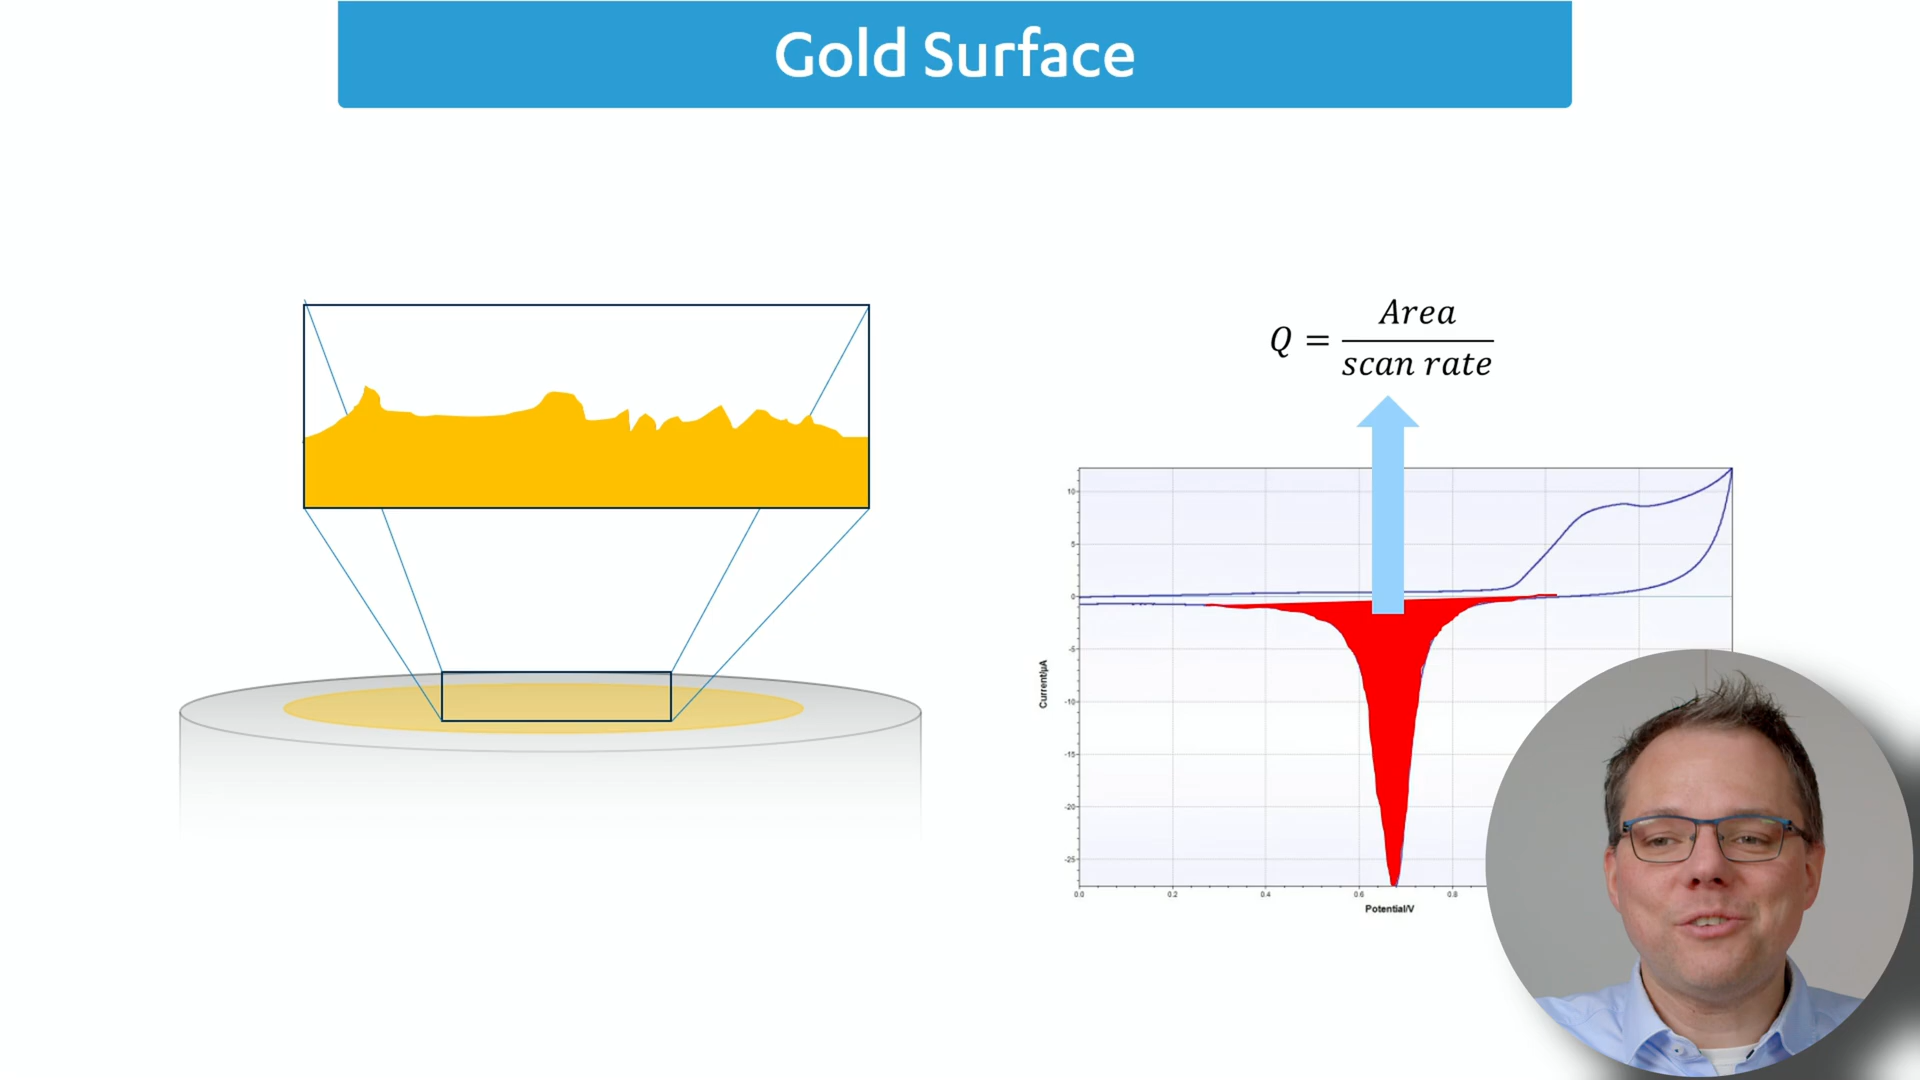 Gold Surface
Q = Area
scan rate
10
5
0
-5
-10
-15
-20
-25
Current/µA
0.0 0.2 0.4 0.6 0.8
Potential/V